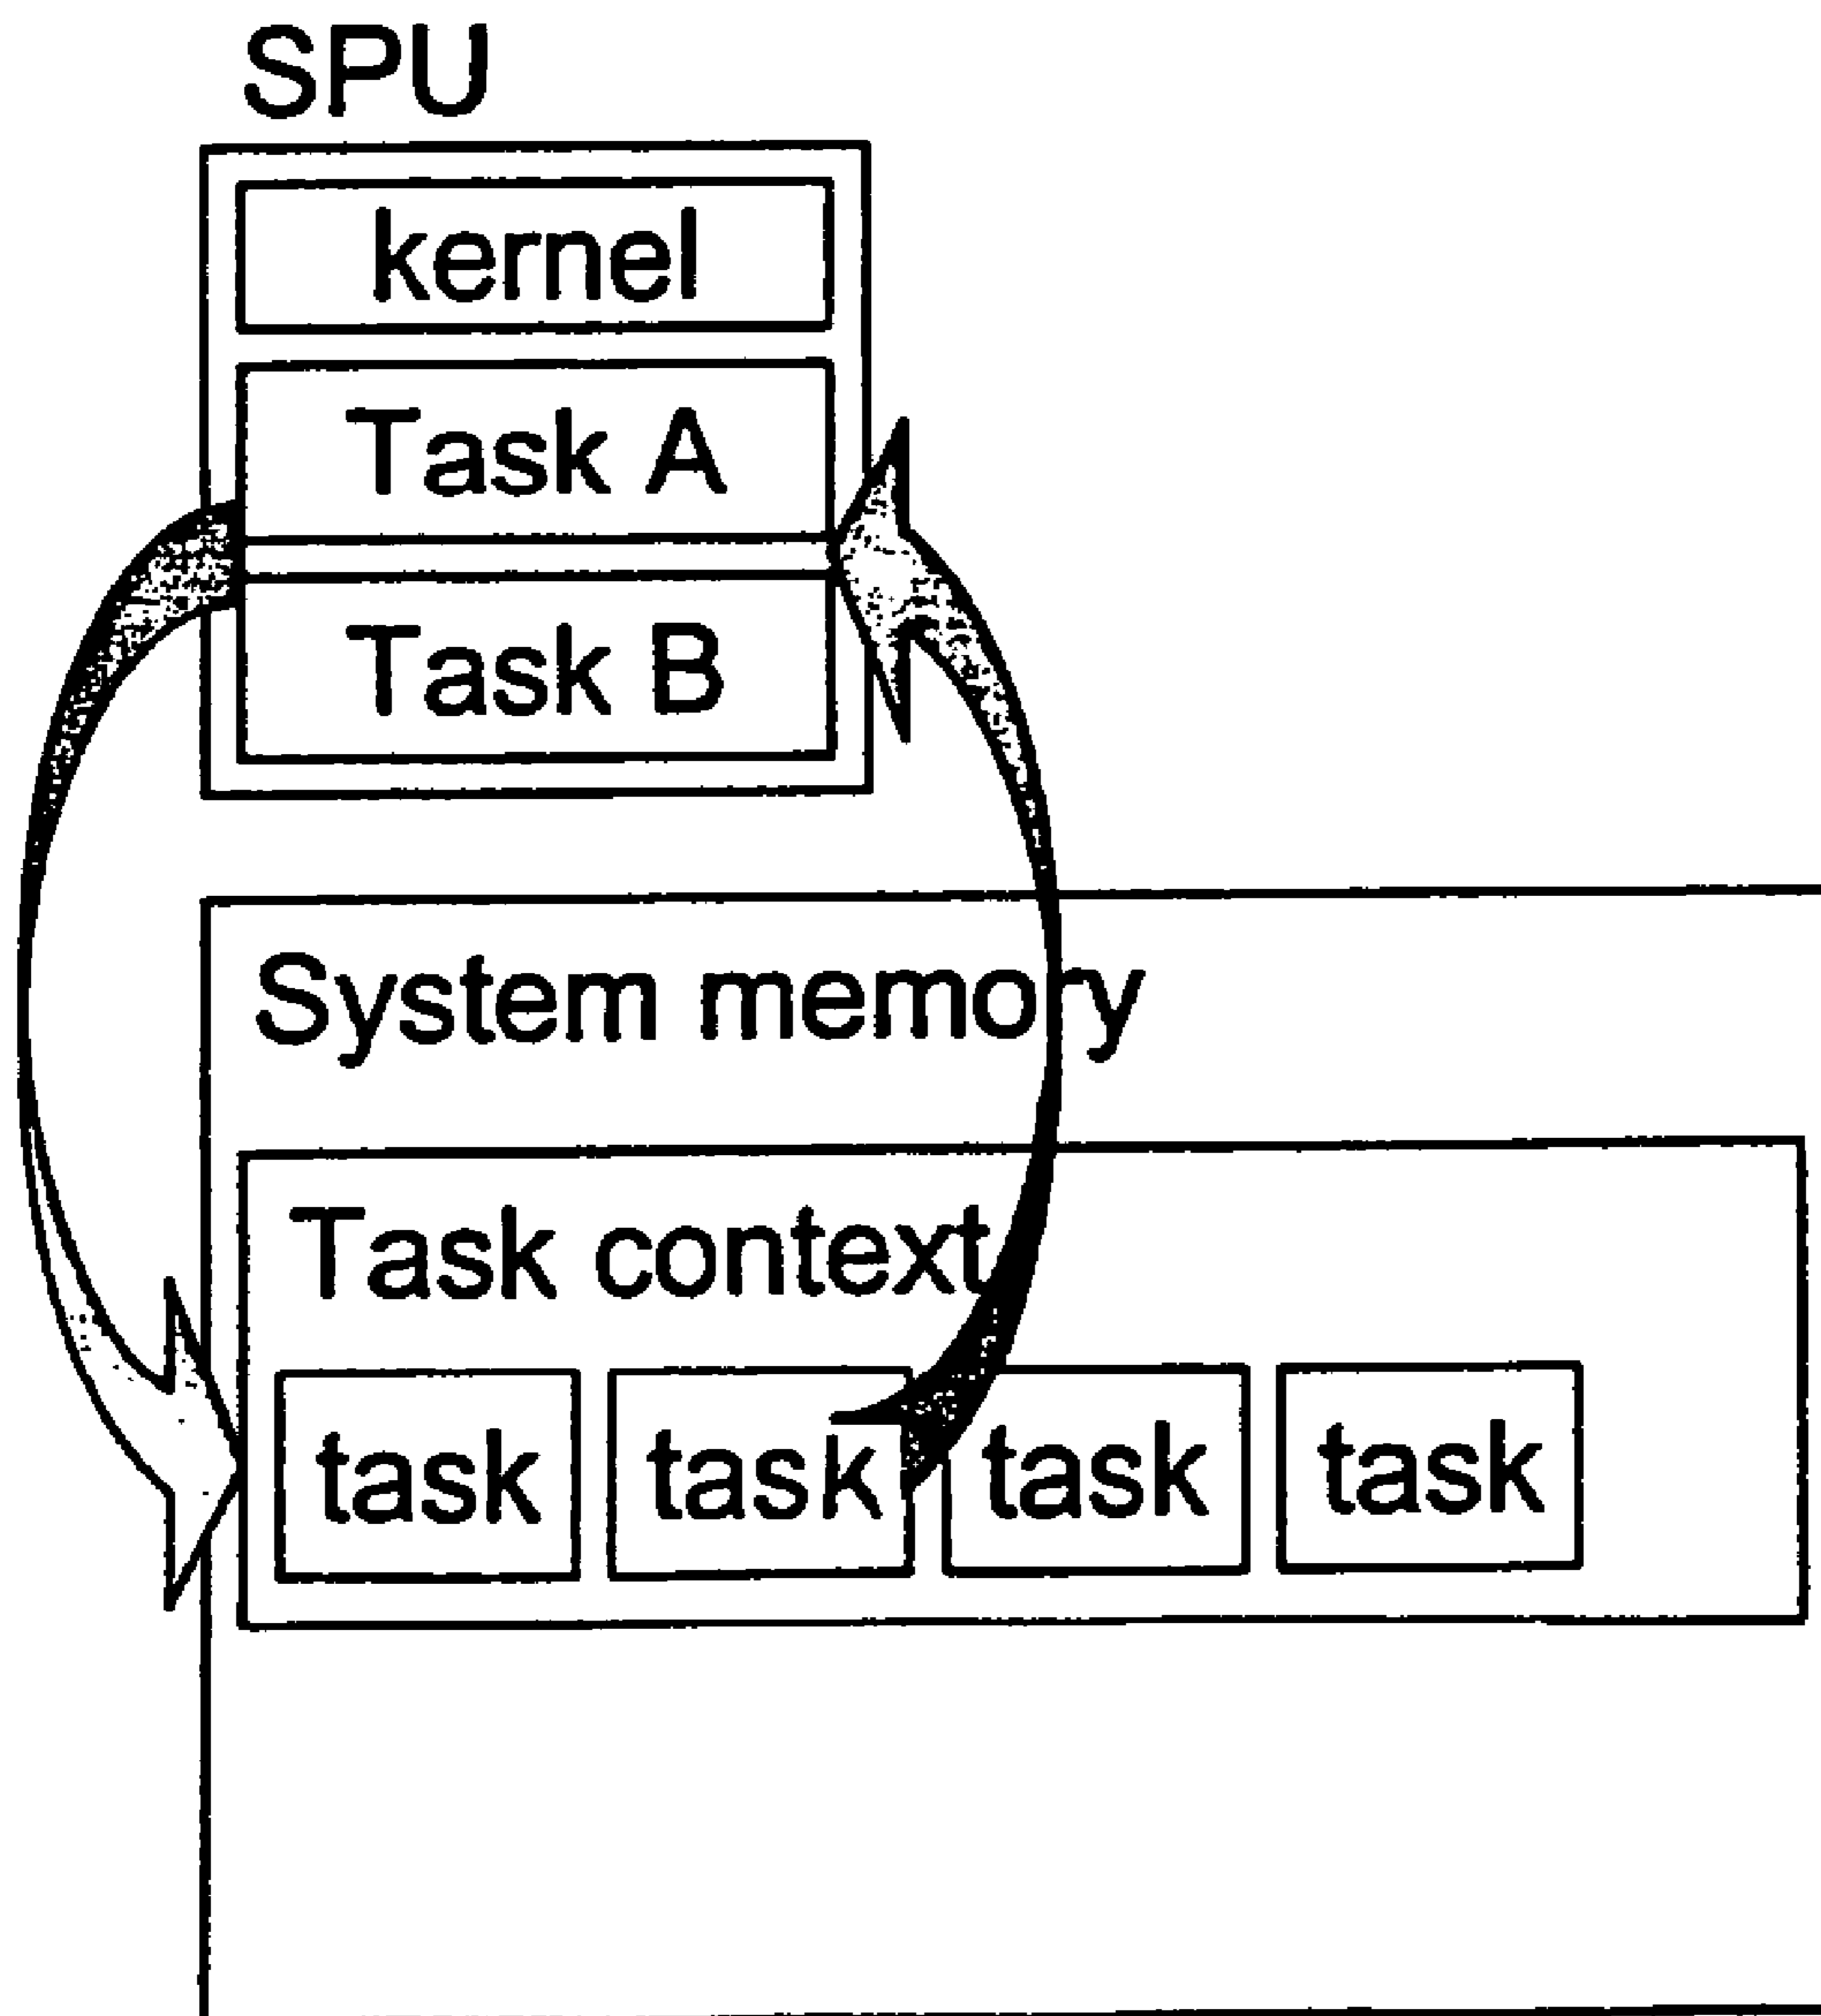 SPU
kernel
Task A
Task B
System memory
Task context
task task task task